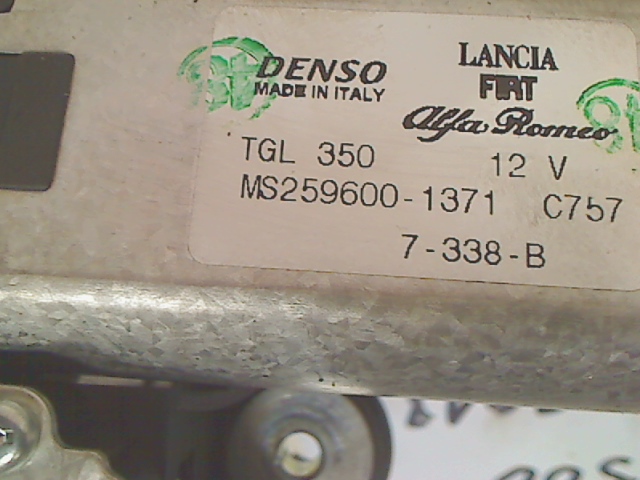 DENSO
MADE IN ITALY
LANCIA
FIAT
Alfa Romeo
TGL 350 12 V
MS259600-1371 C757
7-338-B